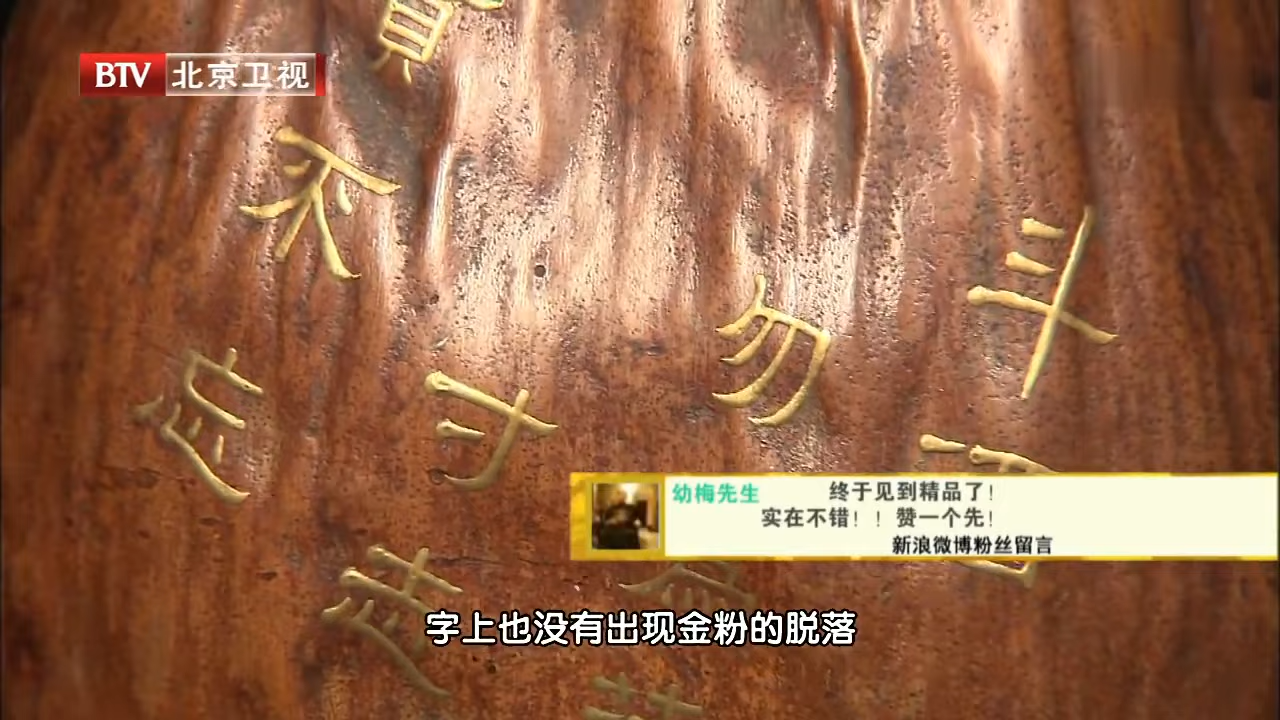 BTV 北京卫视
不
斗
勿
忘
于
幼梅先生 终于见到精品了!
实在不错!! 赞一个先!
新浪微博粉丝留言
字上也没有出现金粉的脱落